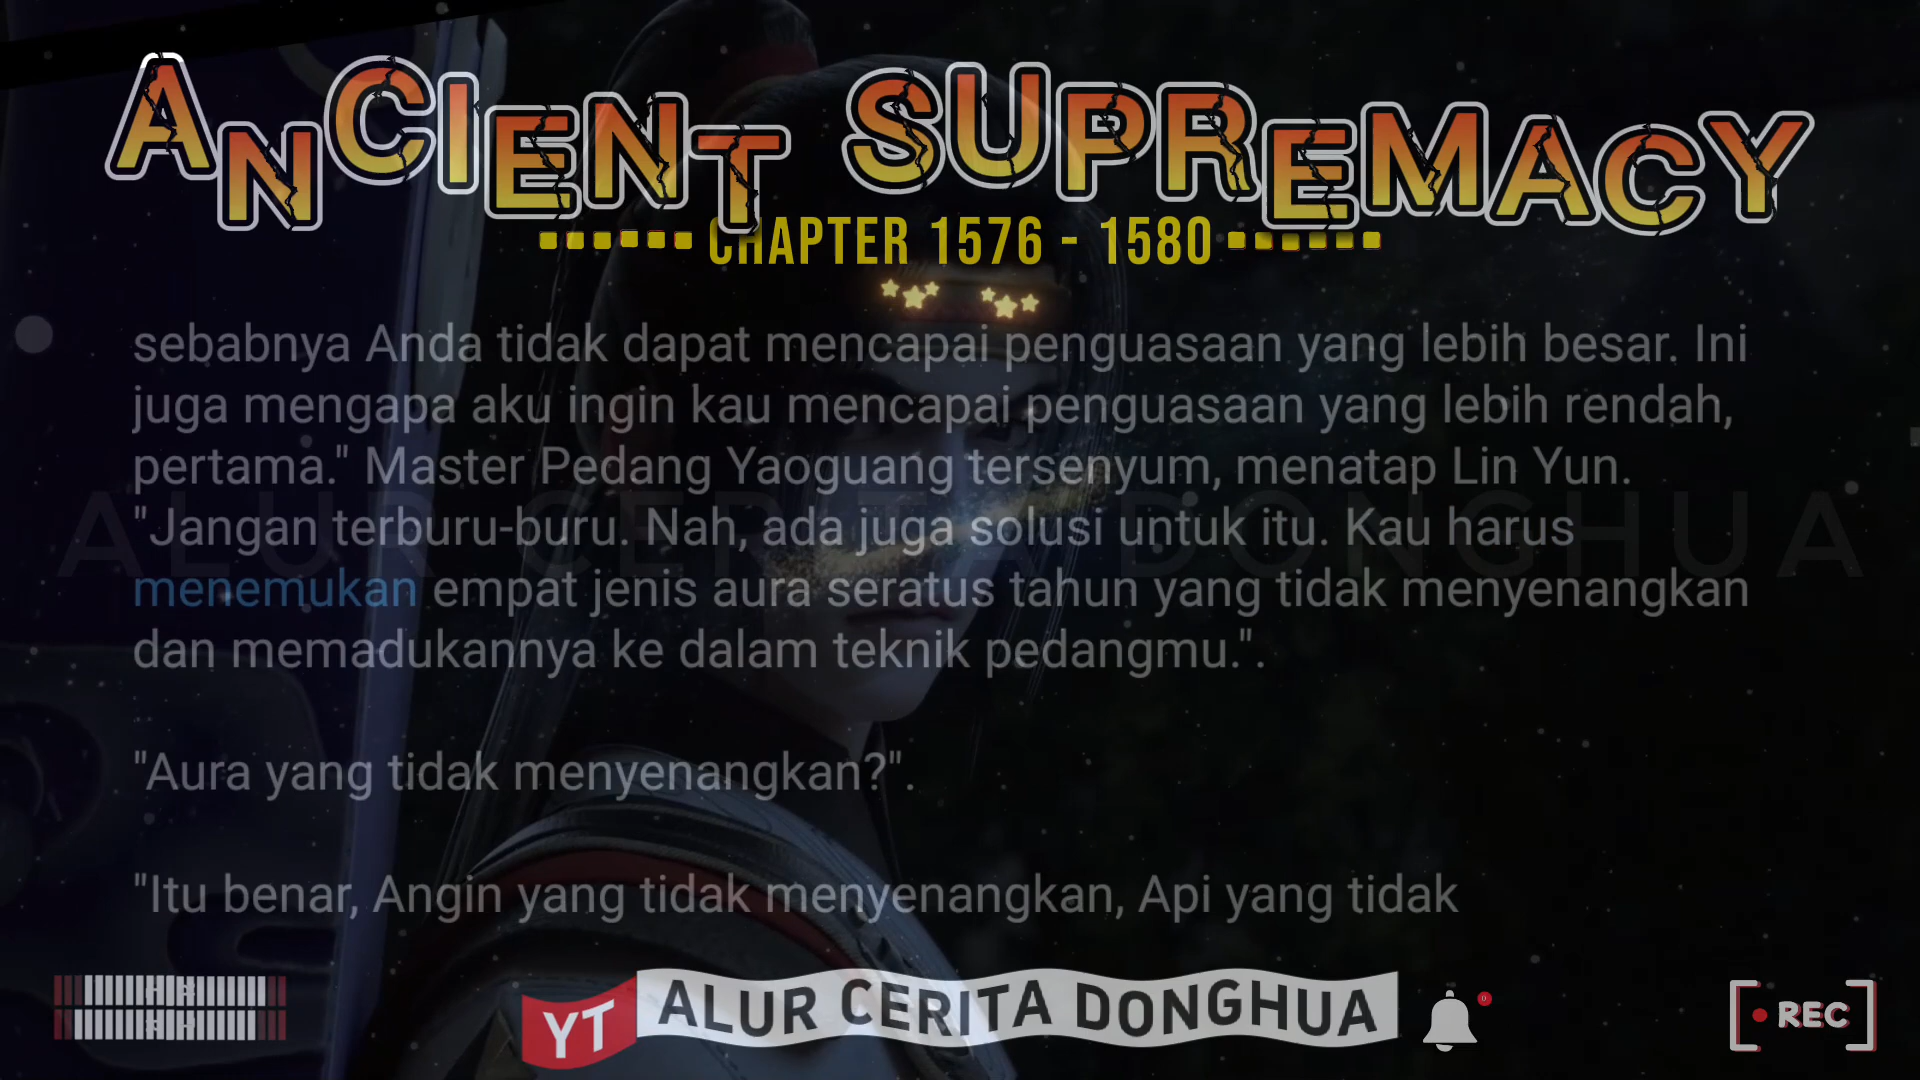 ANCIENT SUPREMACY
CHAPTER 1576 - 1580
sebabnya Anda tidak dapat mencapai penguasaan yang lebih besar. Ini
juga mengapa aku ingin kau mencapai penguasaan yang lebih rendah,
pertama." Master Pedang Yaoguang tersenyum, menatap Lin Yun.
"Jangan terburu-buru. Nah, ada juga solusi untuk itu. Kau harus
menemukan empat jenis aura seratus tahun yang tidak menyenangkan
dan memadukannya ke dalam teknik pedangmu.".
"Aura yang tidak menyenangkan?".
"Itu benar, Angin yang tidak menyenangkan, Api yang tidak
ALUR CERITA DONGHUA
YT ALUR CERITA DONGHUA
REC